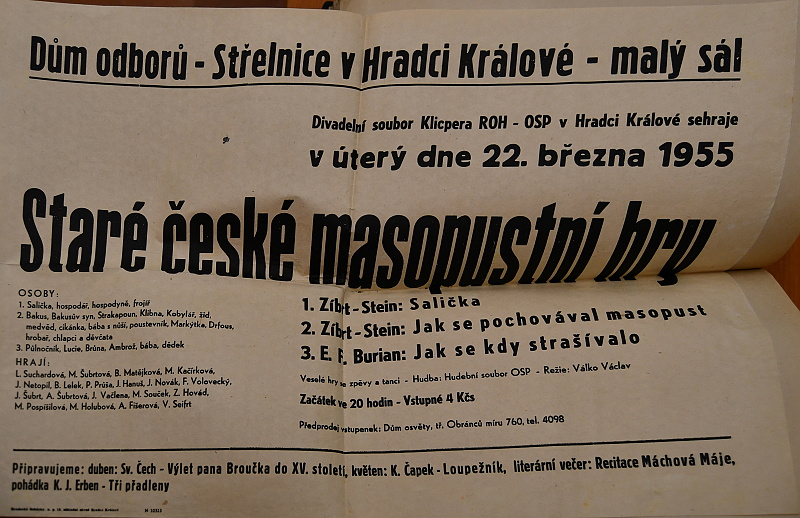 Dům odborů - Střelnice v Hradci Králové - malý sál
Divadelní soubor Klicpera ROH - OSP v Hradci Králové sehraje
v úterý dne 22. března 1955
Staré české masopustní hry
OSOBY:
1. Salička, hospodář, hospodyně, frojíř
2. Bakus, Bakusův syn, Strakapoun, Klibna, Kobylář, žid,
medvěd, cikánka, bába s nůší, poustevník, Markytka, Drfous,
hrobař, chlapci a děvčata
3. Půlnočník, Lucie, Brůna, Ambrož, bába, dědek
HRAJÍ:
L. Suchardová, M. Šubrtová, B. Matějková, M. Kačírková,
J. Netopil, B. Lelek, P. Průša, J. Hanuš, J. Novák, F. Volovecký,
J. Šubrt, A. Šubrtová, J. Vačlena, M. Souček, Z. Hovád,
M. Pospíšilová, M. Holubová, A. Fišerová, V. Seifrt
1. Zíbrt-Stein: Salička
2. Zíbrt-Stein: Jak se pochovával masopust
3. E. F. Burian: Jak se kdy strašívalo
Veselé hry se zpěvy a tanci - Hudba: Hudební soubor OSP - Režie: Válko Václav
Začátek ve 20 hodin - Vstupné 4 Kčs
Předprodej vstupenek: Dům osvěty, tř. Obránců míru 760, tel. 4098
Připravujeme: duben: Sv. Čech - Výlet pana Broučka do XV. století, květen: K. Čapek - Loupežník, literární večer: Recitace Máchová Máje,
pohádka K. J. Erben - Tři přadleny